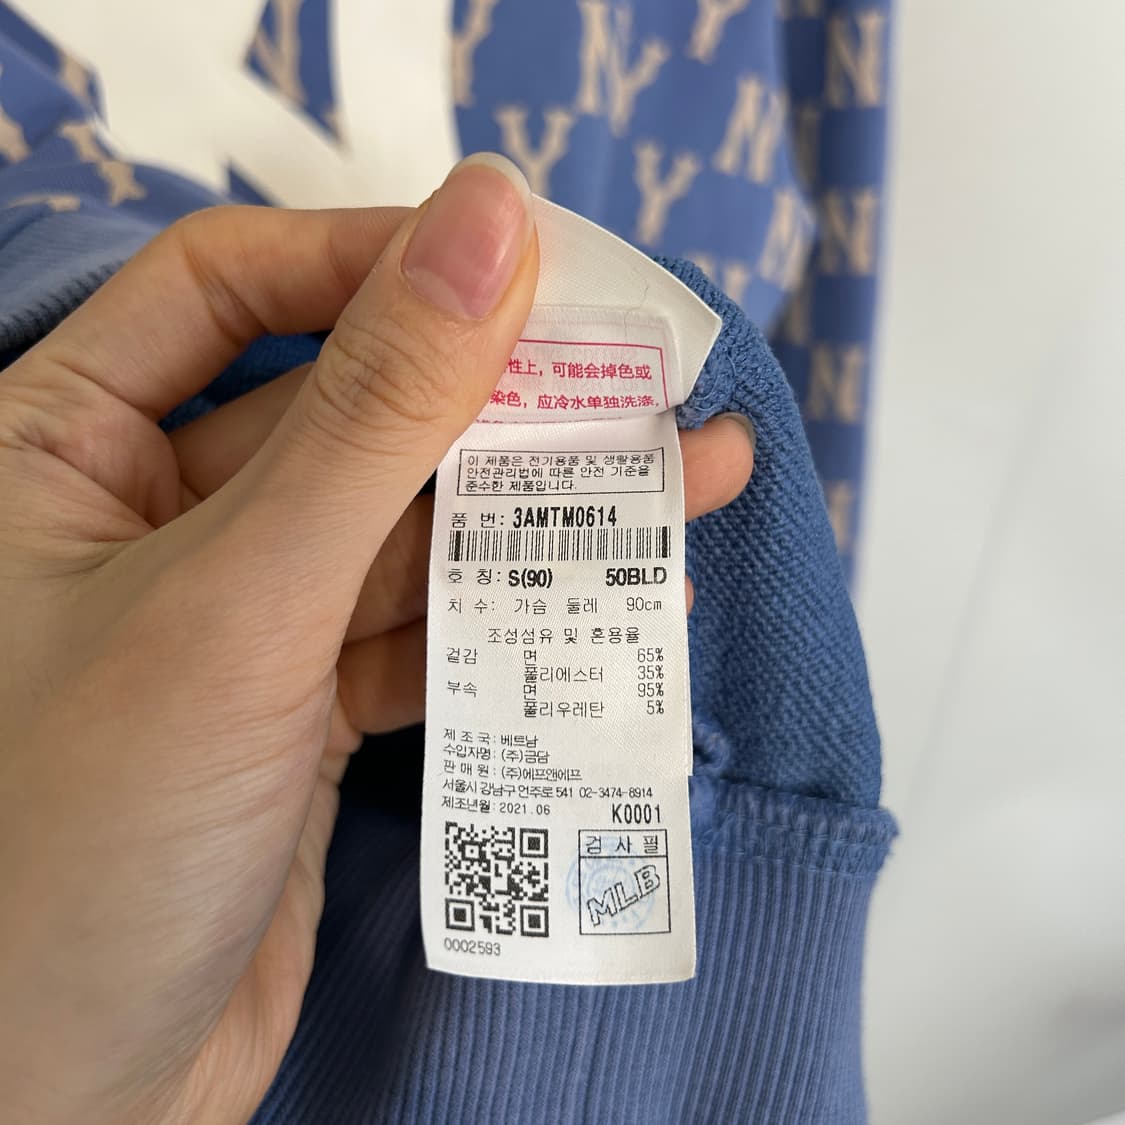 性上，可能会掉色或
染色，应冷水单独洗涤，
이 제품은 전기용품 및 생활용품
안전관리법에 따른 안전 기준을
준수한 제품입니다.
품 번: 3AMTM0614
호 칭: S(90) 50BLD
치 수: 가슴 둘레 90cm
조성섬유 및 혼용율
겉감 면 65%
폴리에스터 35%
부속 면 95%
폴리우레탄 5%
제 조 국: 베트남
수입자명: (주)금담
판 매 원: (주)에프앤에프
서울시 강남구 언주로 541 02-3474-8914
제조년월: 2021.06 K0001
검 사 필
MLB
0002593